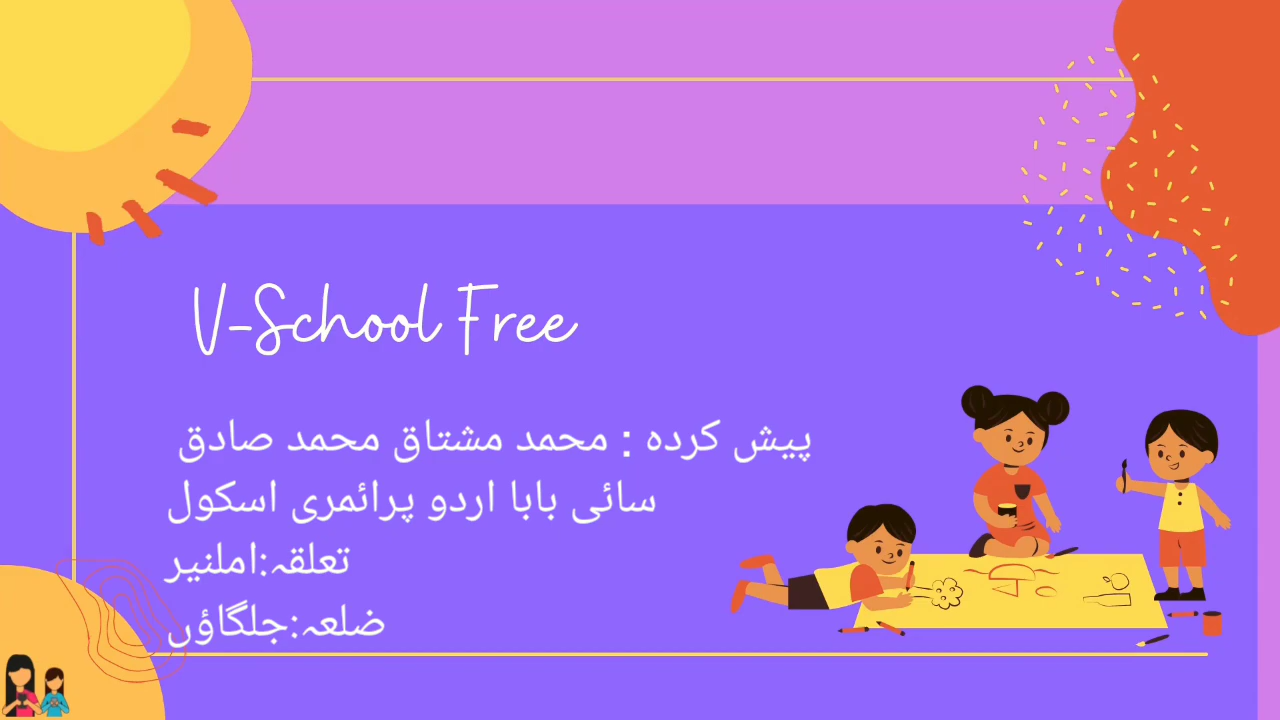 V-School Free
پیش کردہ : محمد مشتاق محمد صادق
سائی بابا اردو پرائمری اسکول
تعلقہ:املنیر
ضلعہ:جلگاؤں